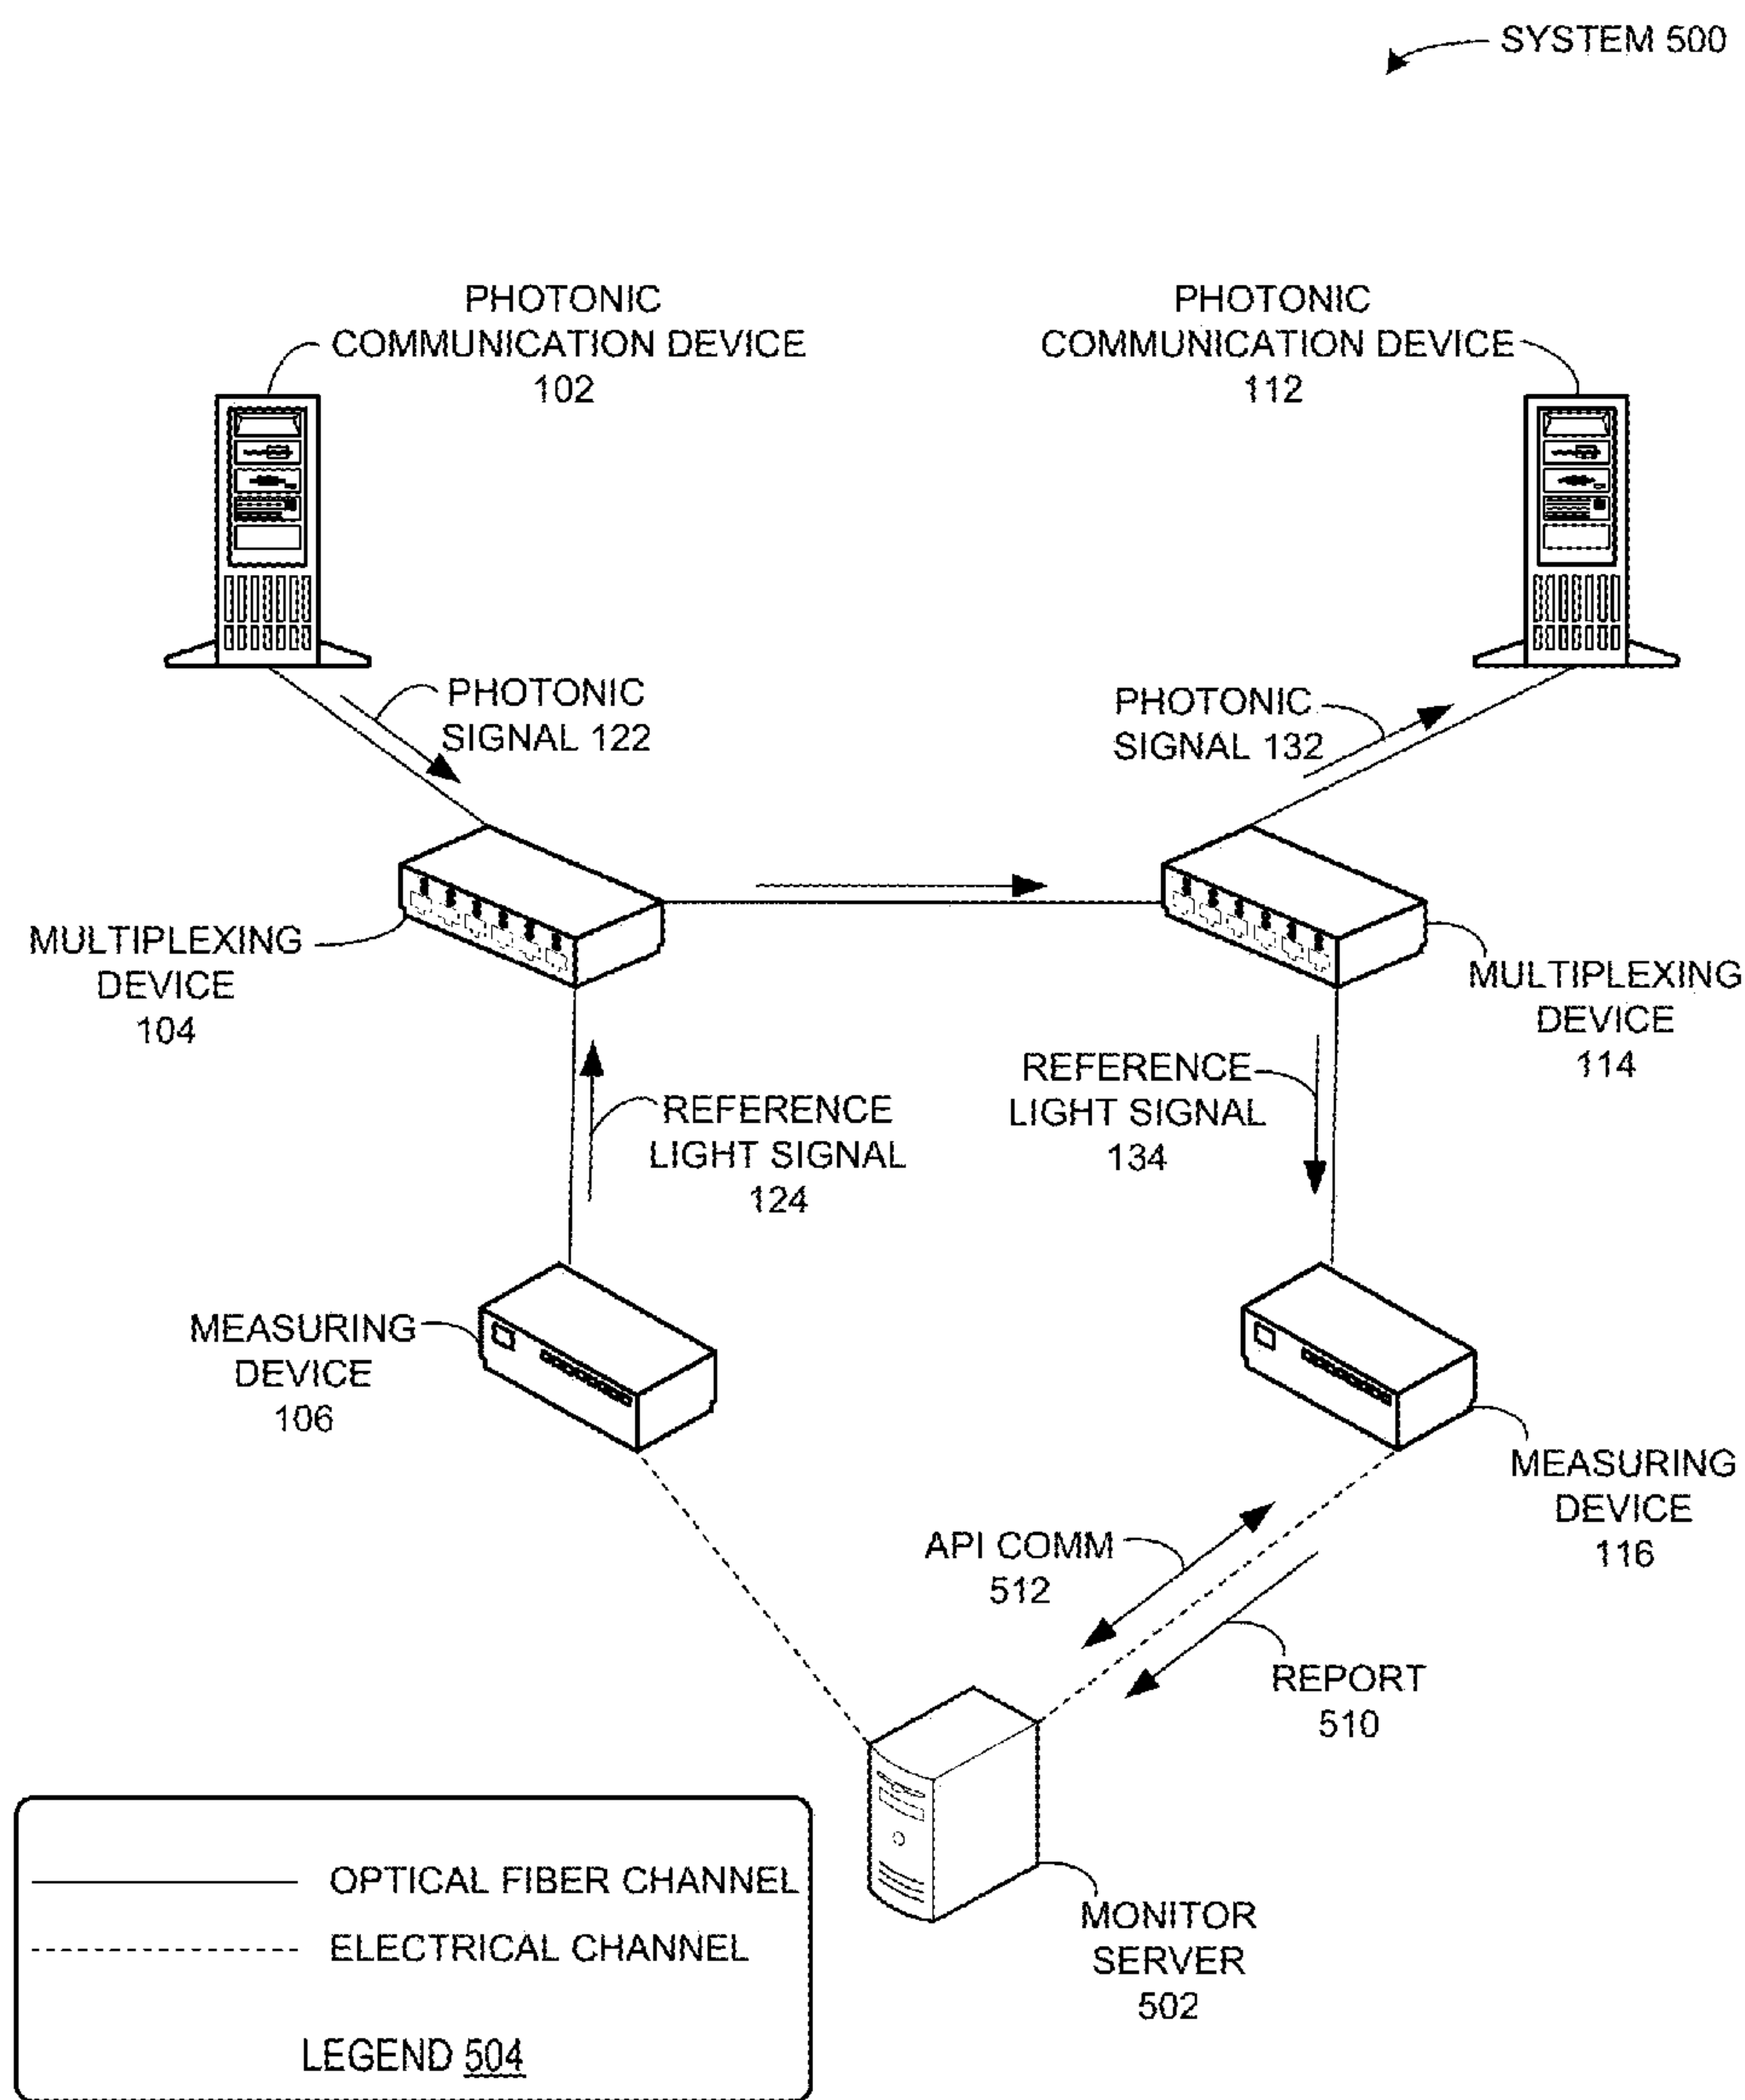 SYSTEM 500
PHOTONIC
COMMUNICATION DEVICE
102
PHOTONIC
COMMUNICATION DEVICE
112
PHOTONIC
SIGNAL 122
PHOTONIC
SIGNAL 132
MULTIPLEXING
DEVICE
104
MULTIPLEXING
DEVICE
114
REFERENCE
LIGHT SIGNAL
124
REFERENCE
LIGHT SIGNAL
134
MEASURING
DEVICE
106
MEASURING
DEVICE
116
API COMM
512
REPORT
510
MONITOR
SERVER
502
OPTICAL FIBER CHANNEL
ELECTRICAL CHANNEL
LEGEND 504